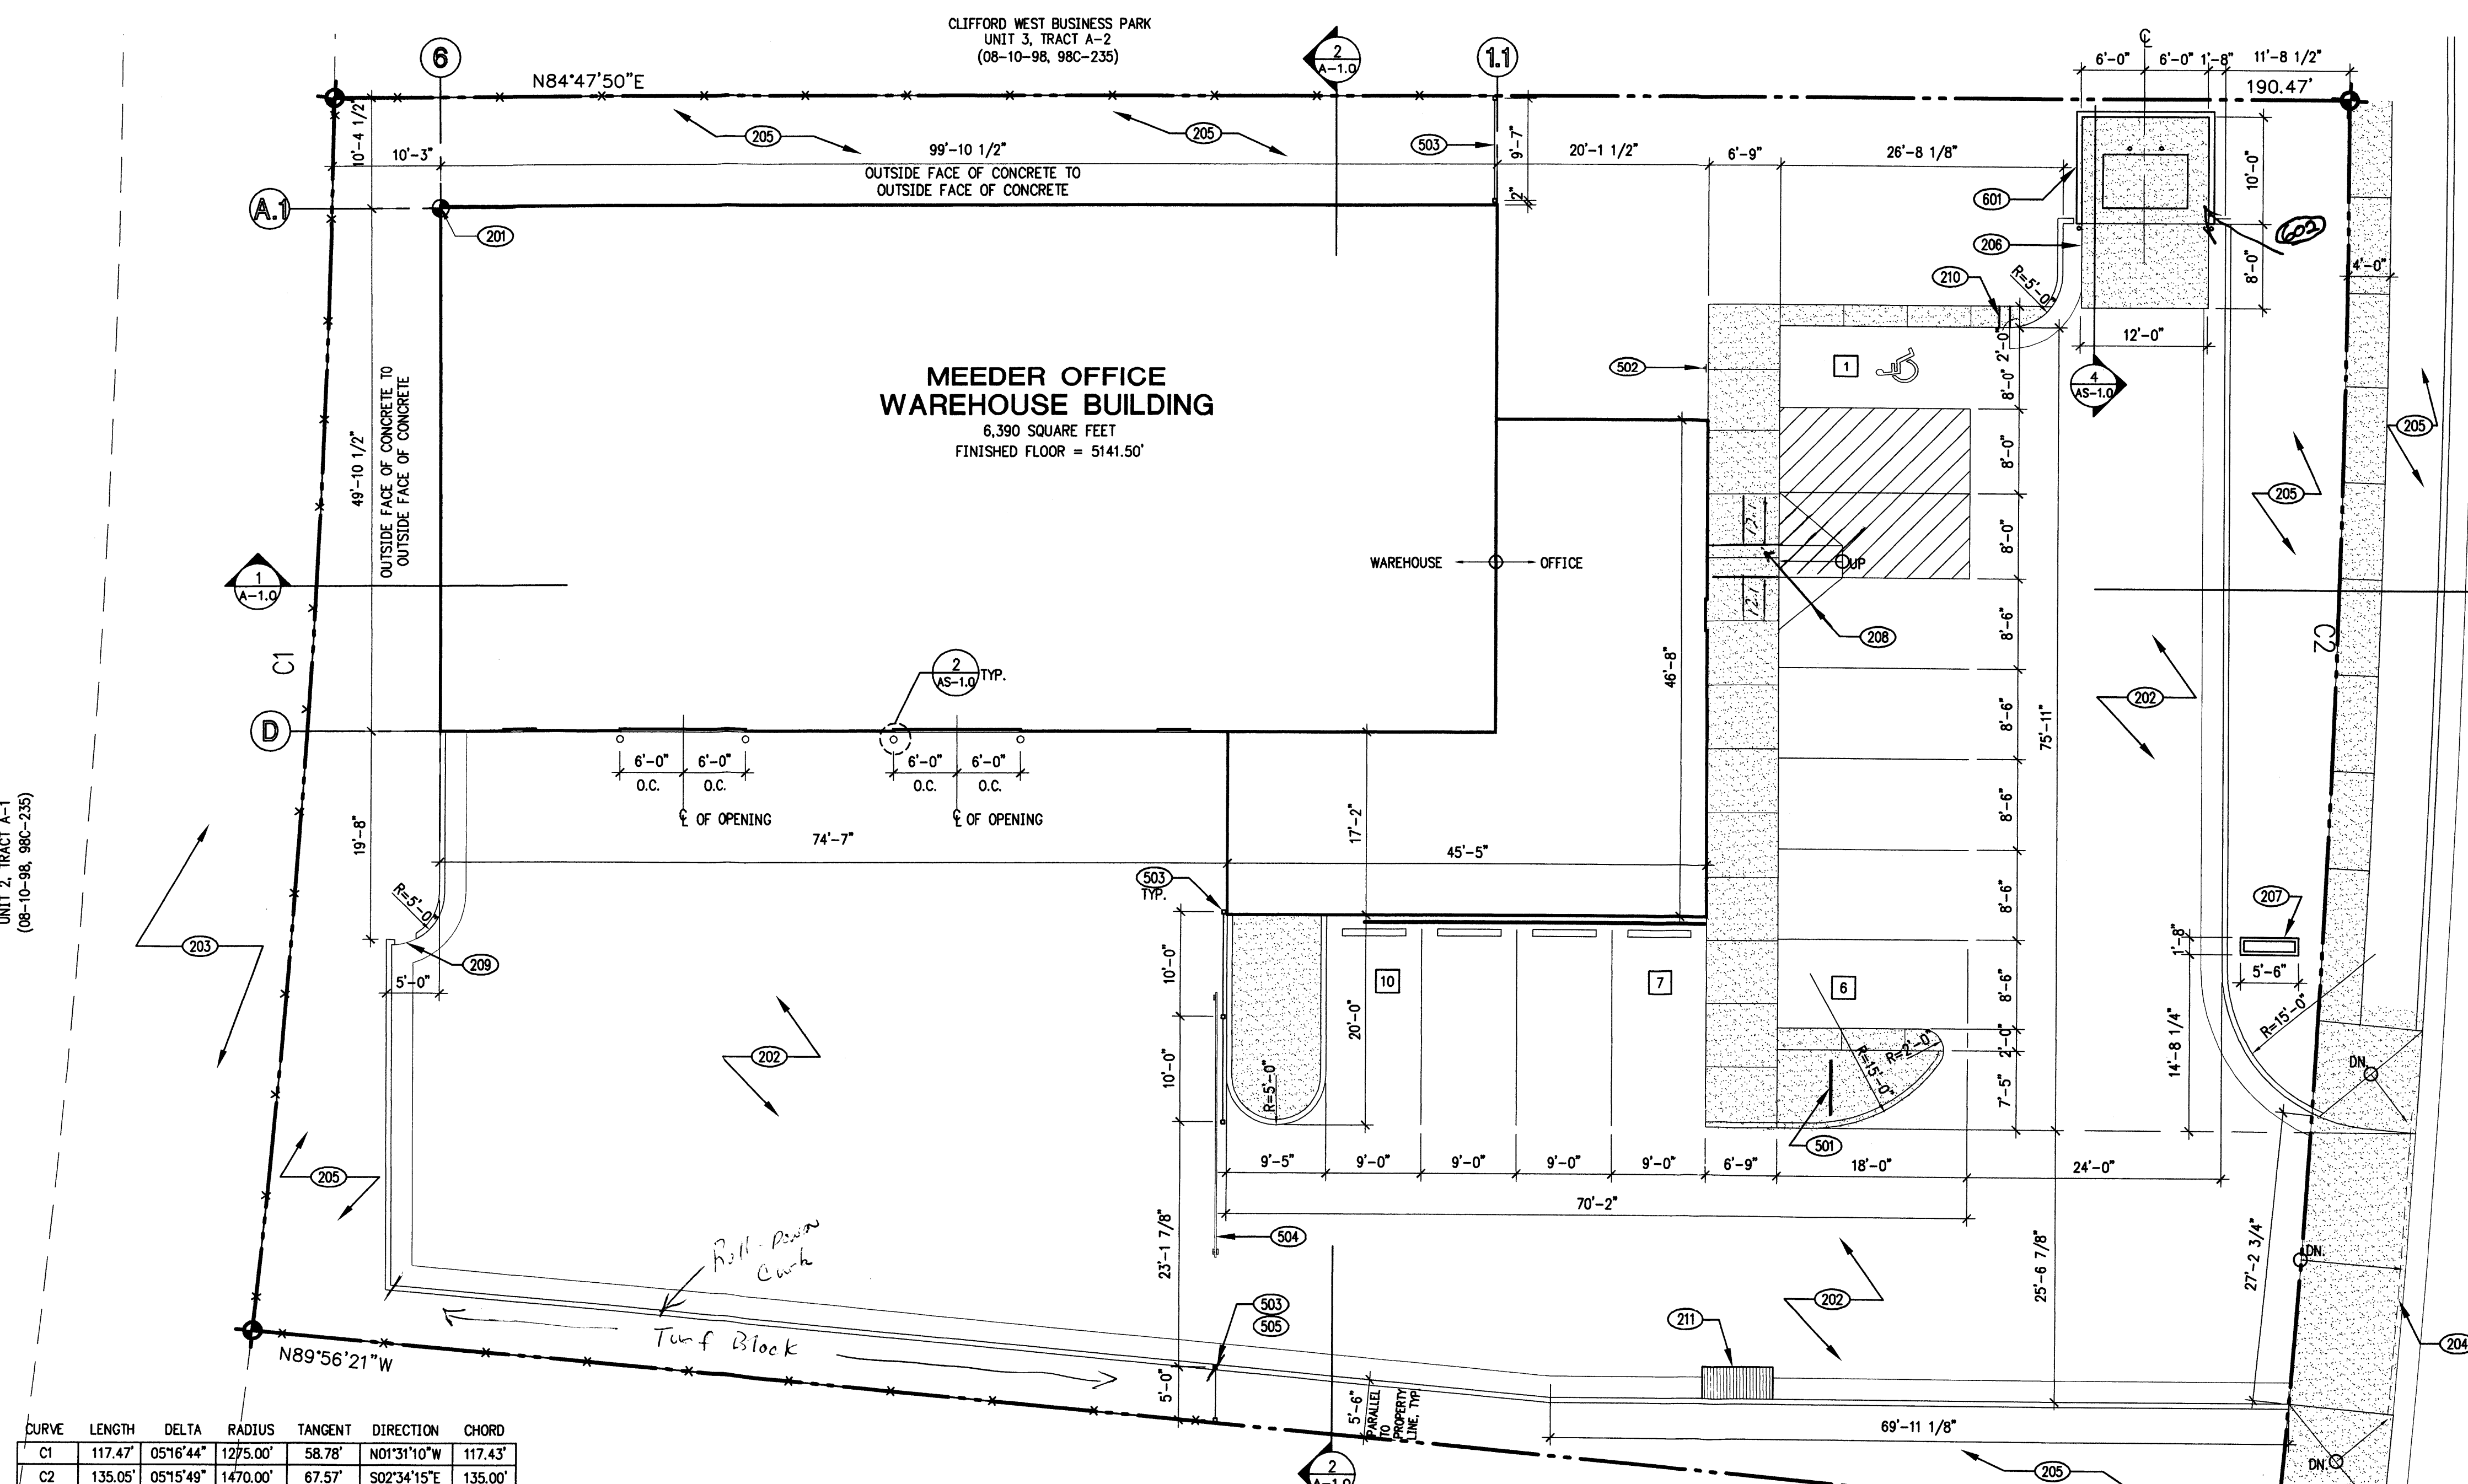 CLIFFORD WEST BUSINESS PARK
UNIT 3, TRACT A-2
(08-10-98, 98C-235)
6
2
A-1.0
1.1
℄
6'-0" 6'-0" 1'-8" 11'-8 1/2"
N84°47'50"E
190.47'
10'-4 1/2"
205
205
503
9'-7"
2"
10'-3"
99'-10 1/2"
20'-1 1/2"
6'-9"
26'-8 1/8"
OUTSIDE FACE OF CONCRETE TO
OUTSIDE FACE OF CONCRETE
10'-0"
601
602
A.1
201
206
8'-0"
4'-0"
210
R=5'-0"
12'-0"
2'-0"
MEEDER OFFICE
WAREHOUSE BUILDING
6,390 SQUARE FEET
FINISHED FLOOR = 5141.50'
502
1
8'-0"
4
AS-1.0
205
OUTSIDE FACE OF CONCRETE TO
OUTSIDE FACE OF CONCRETE
49'-10 1/2"
8'-0"
205
12:1
8'-0"
WAREHOUSE
OFFICE
UP
1
A-1.0
12:1
208
8'-6"
C1
C2
46'-8"
2
AS-1.0
TYP.
8'-6"
75'-11"
202
D
6'-0" 6'-0"
O.C. O.C.
6'-0" 6'-0"
O.C. O.C.
℄ OF OPENING
℄ OF OPENING
8'-6"
UNIT 2, TRACT A-1
(08-10-98, 98C-235)
19'-8"
74'-7"
17'-2"
45'-5"
503
TYP.
8'-6"
207
R=5'-0"
203
209
5'-0"
10'-0"
10
7
6
8'-6"
1'-8"
5'-6"
R=15'-0"
202
20'-0"
10'-0"
R=5'-0"
R=2'-0"
R=15'-0"
2'-0"
7'-5"
14'-8 1/4"
DN.
501
9'-5"
9'-0"
9'-0"
9'-0"
9'-0"
6'-9"
18'-0"
24'-0"
205
70'-2"
Roll-Down
Curb
504
23'-1 7/8"
25'-6 7/8"
27'-2 3/4"
DN.
202
503
505
211
204
Turf Block
N89°56'21"W
5'-0"
5'-6"
PARALLEL
TO
PROPERTY
LINE, TYP.
69'-11 1/8"
2
A-1.0
205
DN.
CURVE LENGTH DELTA RADIUS TANGENT DIRECTION CHORD
C1 117.47' 05°16'44" 1275.00' 58.78' N01°31'10"W 117.43'
C2 135.05' 05°15'49" 1470.00' 67.57' S02°34'15"E 135.00'